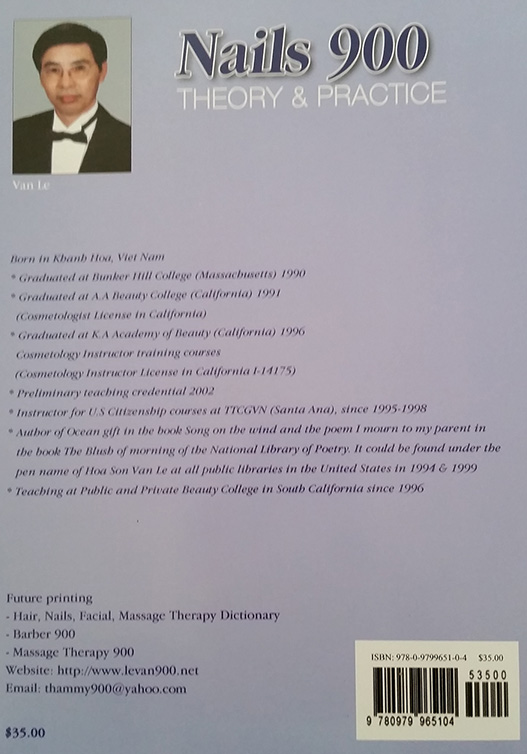 Nails 900
THEORY & PRACTICE
Van Le
Born in Khanh Hoa, Viet Nam
* Graduated at Bunker Hill College (Massachusetts) 1990
* Graduated at A.A Beauty College (California) 1991
(Cosmetologist License in California)
* Graduated at K.A Academy of Beauty (California) 1996
Cosmetology Instructor training courses
(Cosmetology Instructor License in California I-14175)
* Preliminary teaching credential 2002
* Instructor for U.S Citizenship courses at TTCGVN (Santa Ana), since 1995-1998
* Author of Ocean gift in the book Song on the wind and the poem I mourn to my parent in
the book The Blush of morning of the National Library of Poetry. It could be found under the
pen name of Hoa Son Van Le at all public libraries in the United States in 1994 & 1999
* Teaching at Public and Private Beauty College in South California since 1996
Future printing
- Hair, Nails, Facial, Massage Therapy Dictionary
- Barber 900
- Massage Therapy 900
Website: http://www.levan900.net
Email: thammy900@yahoo.com
$35.00
ISBN: 978-0-9799651-0-4 $35.00
53500
9 780979 965104